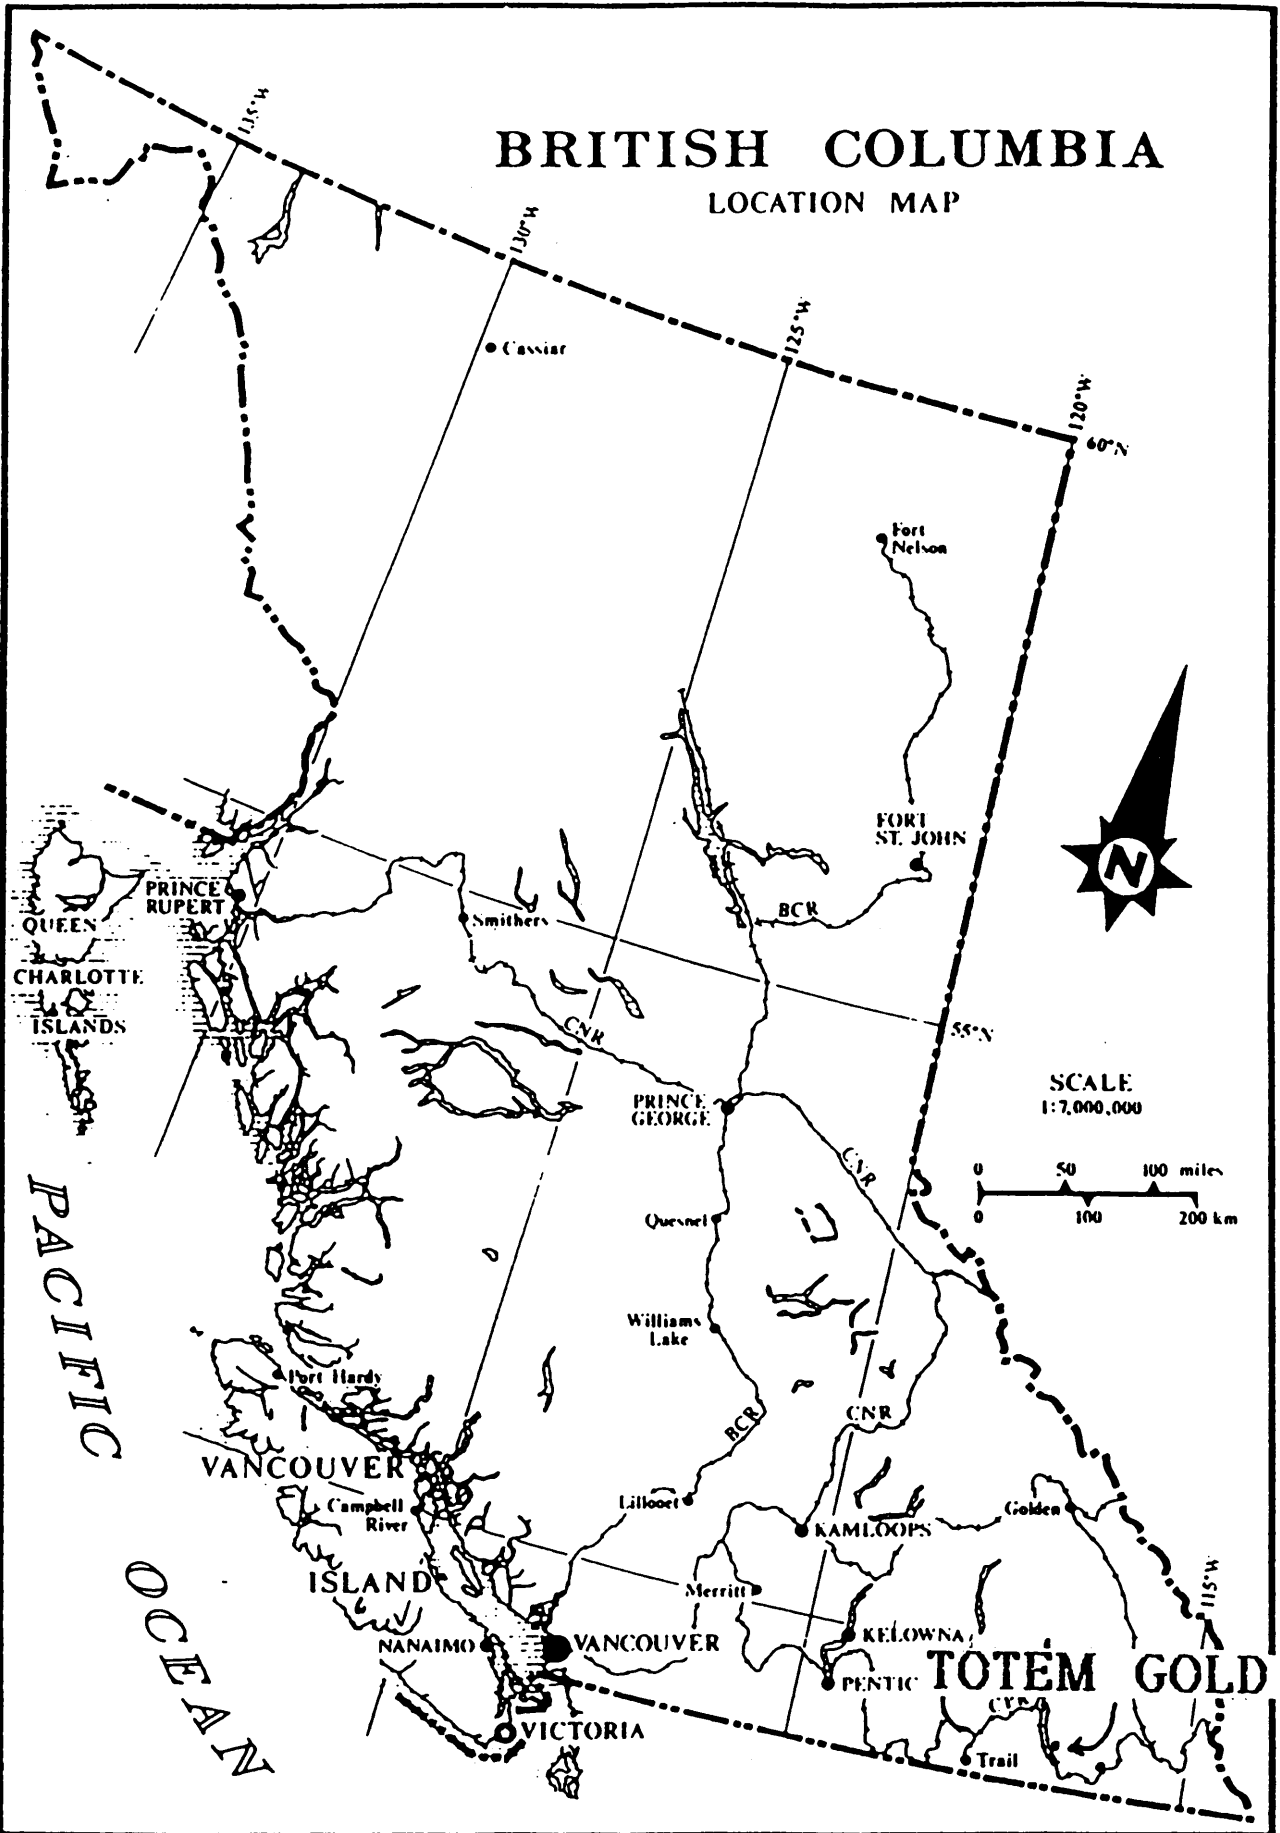 BRITISH COLUMBIA
LOCATION MAP
135°W
130°W
125°W
120°W
60°N
Cassiar
Fort
Nelson
FORT
ST. JOHN
BCR
N
PRINCE
RUPERT
QUEEN
CHARLOTTE
ISLANDS
Smithers
CNR
55°N
SCALE
1:7,000,000
0 50 100 miles
0 100 200 km
PRINCE
GEORGE
CNR
Quesnel
Williams
Lake
PACIFIC
OCEAN
Port Hardy
BCR
CNR
VANCOUVER
Campbell
River
ISLAND
Lillooet
KAMLOOPS
Golden
Merritt
115°W
NANAIMO
VANCOUVER
KELOWNA
PENTIC
TOTEM GOLD
VICTORIA
Trail